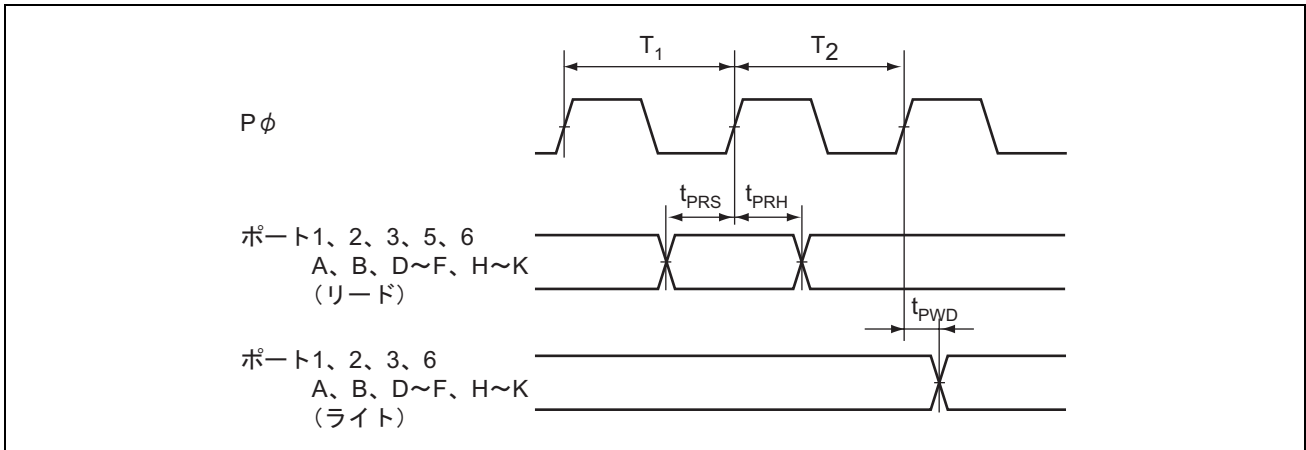 T1 T2
Pφ
tPRS tPRH
ポート1、2、3、5、6
A、B、D～F、H～K
（リード）
tPWD
ポート1、2、3、6
A、B、D～F、H～K
（ライト）